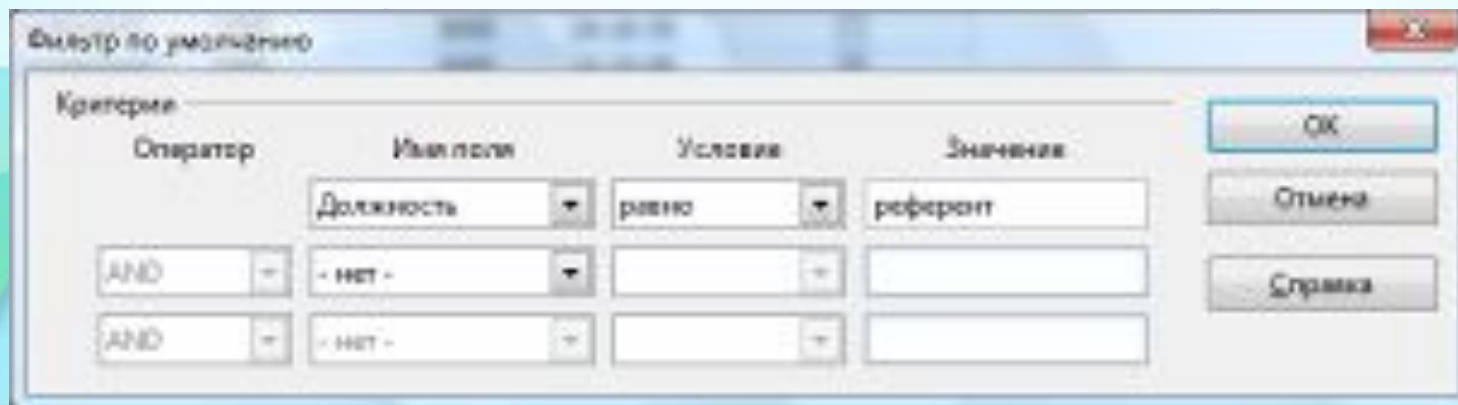 Фильтр по умолчанию
Критерии
Оператор Имя поля Условие Значение
Должность равно референт
AND - нет -
AND - нет -
OK
Отмена
Справка